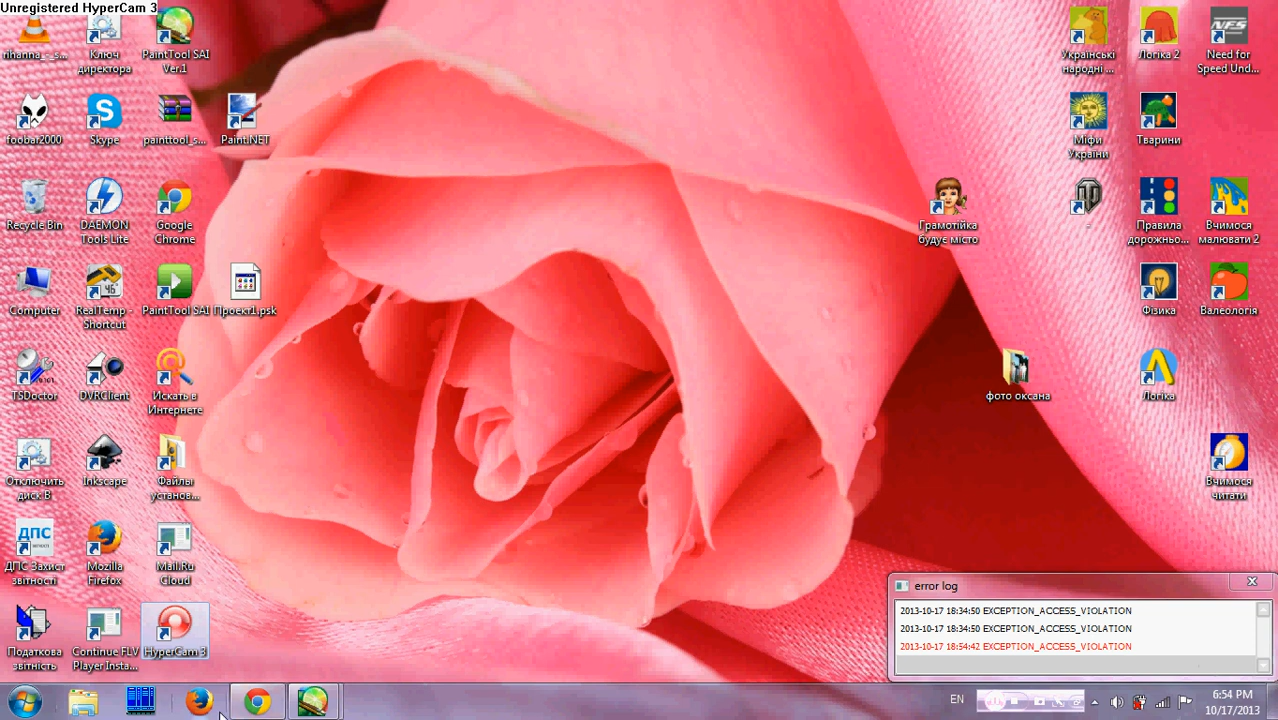 Unregistered HyperCam 3
rihanna_-_s...
Ключ
директора
PaintTool SAI
Ver.1
foobar2000
Skype
painttool_s...
Paint.NET
Recycle Bin
DAEMON
Tools Lite
Google
Chrome
Computer
RealTemp -
Shortcut
PaintTool SAI
Проект1.psk
TSDoctor
DVRClient
Искать в
Интернете
Отключить
диск B
Inkscape
Файлы
установ...
ДПС
ДПС Захист
звітності
Mozilla
Firefox
Mail.Ru
Cloud
Податкова
звітність
Continue FLV
Player Insta...
HyperCam 3
Українські
народні ...
Логіка 2
NFS
Need for
Speed Und...
Міфи
України
Тварини
Грамотійка
будує місто
-
Правила
дорожньо...
Вчимося
малювати 2
Фізика
Валеологія
фото оксана
Логіка
Вчимося
читати
error log
2013-10-17 18:34:50 EXCEPTION_ACCESS_VIOLATION
2013-10-17 18:34:50 EXCEPTION_ACCESS_VIOLATION
2013-10-17 18:54:42 EXCEPTION_ACCESS_VIOLATION
EN
6:54 PM
10/17/2013